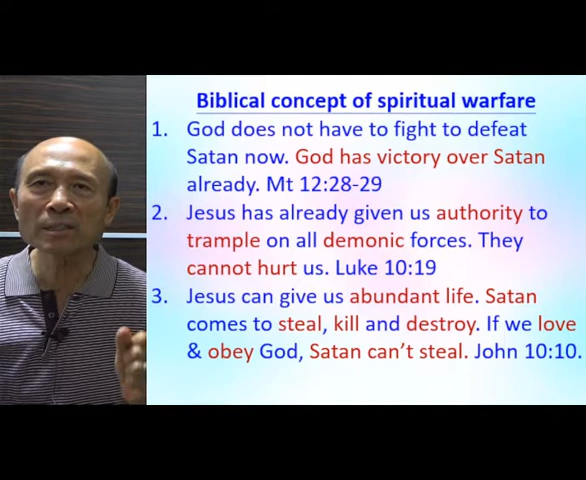 Biblical concept of spiritual warfare
1. God does not have to fight to defeat
Satan now. God has victory over Satan
already. Mt 12:28-29
2. Jesus has already given us authority to
trample on all demonic forces. They
cannot hurt us. Luke 10:19
3. Jesus can give us abundant life. Satan
comes to steal, kill and destroy. If we love
& obey God, Satan can't steal. John 10:10.